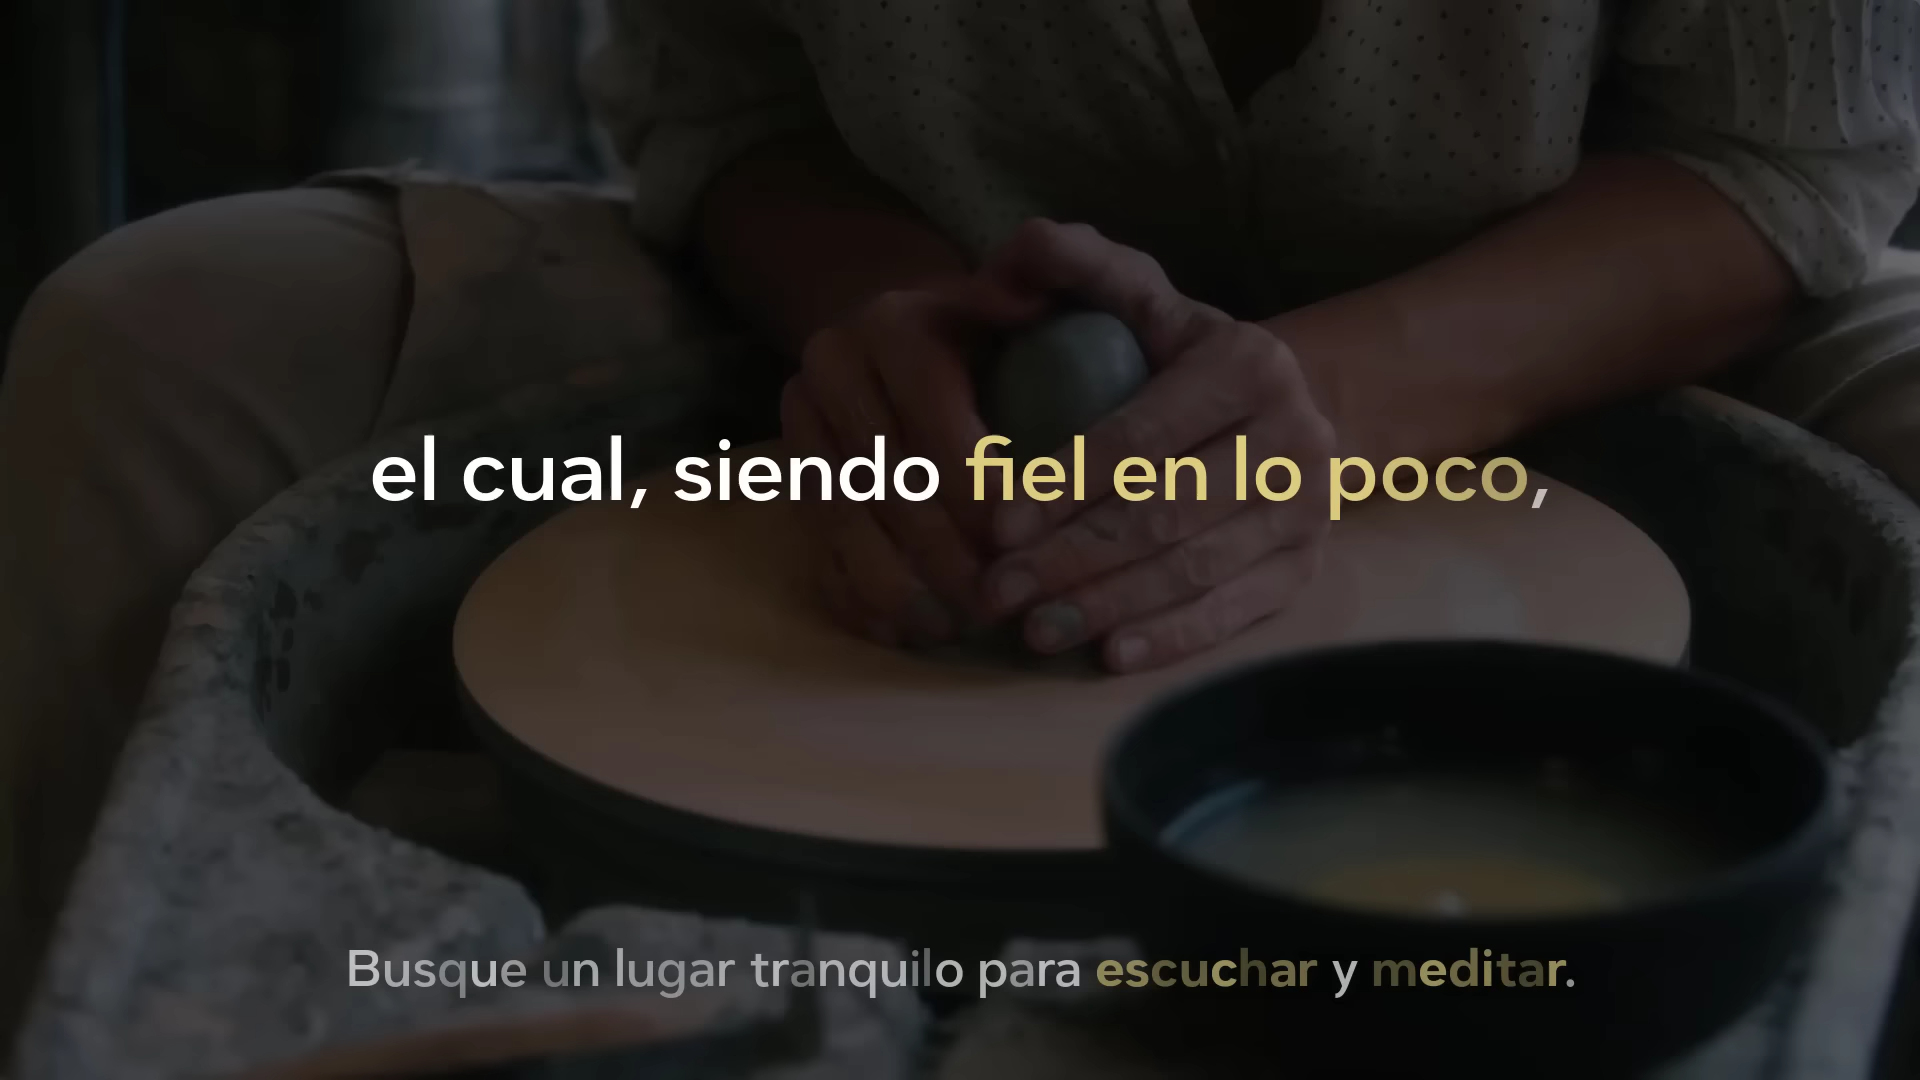 el cual, siendo fiel en lo poco,
Busque un lugar tranquilo para escuchar y meditar.